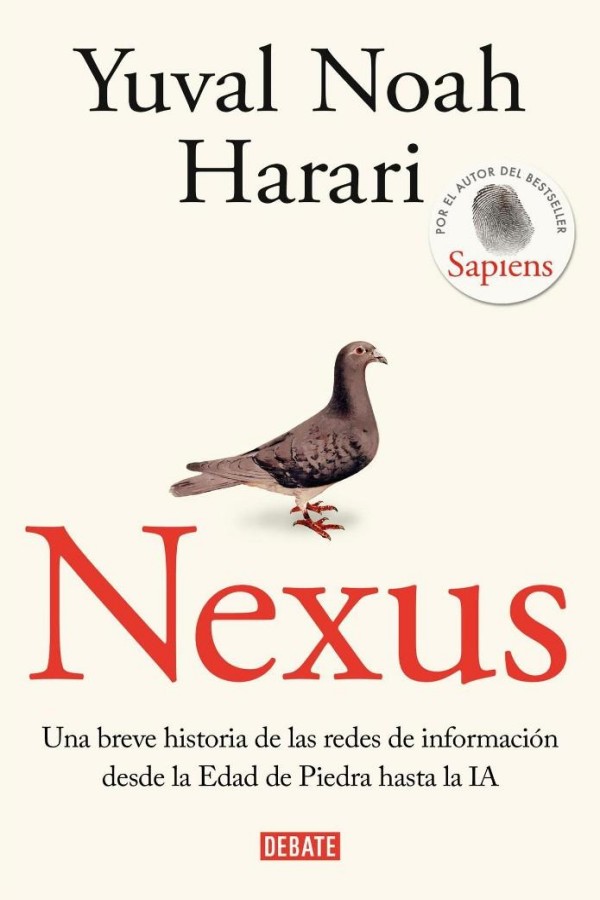 Yuval Noah
Harari
POR EL AUTOR DEL BESTSELLER
Sapiens
Nexus
Una breve historia de las redes de información
desde la Edad de Piedra hasta la IA
DEBATE